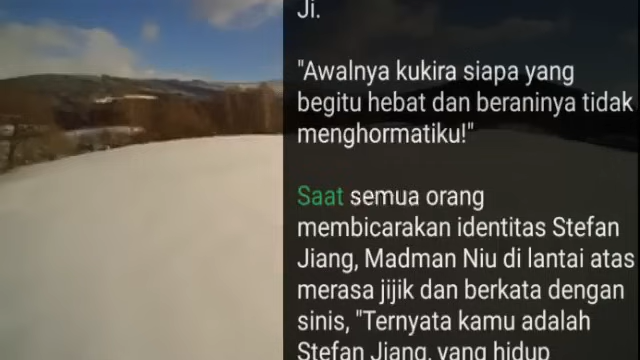 Ji.
"Awalnya kukira siapa yang
begitu hebat dan beraninya tidak
menghormatiku!"
Saat semua orang
membicarakan identitas Stefan
Jiang, Madman Niu di lantai atas
merasa jijik dan berkata dengan
sinis, "Ternyata kamu adalah
Stefan Jiang, yang hidup